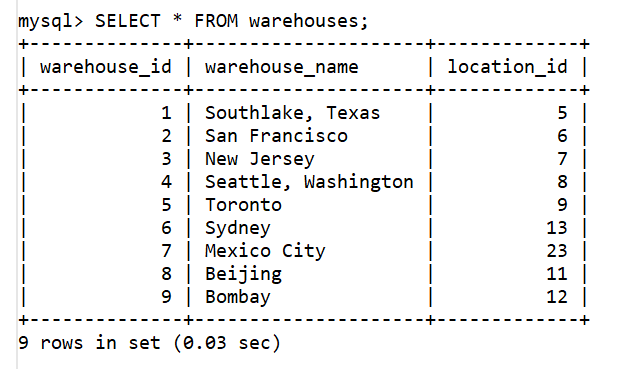 mysql> SELECT * FROM warehouses;
+--------------+----------------------+-------------+
| warehouse_id | warehouse_name       | location_id |
+--------------+----------------------+-------------+
|            1 | Southlake, Texas     |           5 |
|            2 | San Francisco        |           6 |
|            3 | New Jersey           |           7 |
|            4 | Seattle, Washington  |           8 |
|            5 | Toronto              |           9 |
|            6 | Sydney               |          13 |
|            7 | Mexico City          |          23 |
|            8 | Beijing              |          11 |
|            9 | Bombay               |          12 |
+--------------+----------------------+-------------+
9 rows in set (0.03 sec)